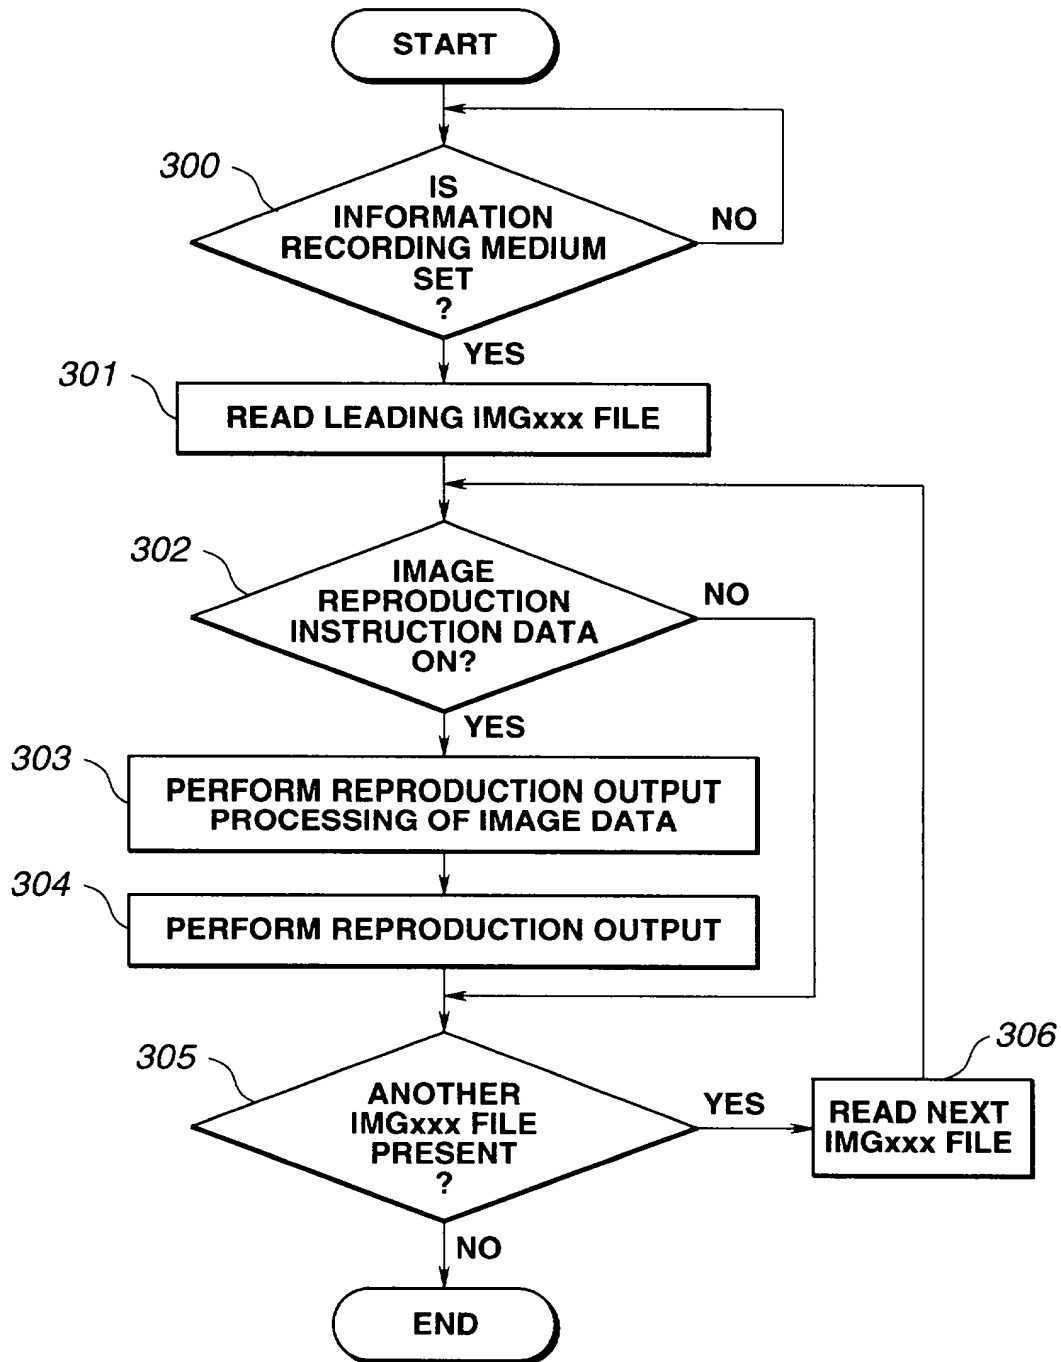 START
300
IS
INFORMATION
RECORDING MEDIUM
SET
?
NO
YES
301
READ LEADING IMGxxx FILE
302
IMAGE
REPRODUCTION
INSTRUCTION DATA
ON?
NO
YES
303
PERFORM REPRODUCTION OUTPUT
PROCESSING OF IMAGE DATA
304
PERFORM REPRODUCTION OUTPUT
305
ANOTHER
IMGxxx FILE
PRESENT
?
YES
306
READ NEXT
IMGxxx FILE
NO
END